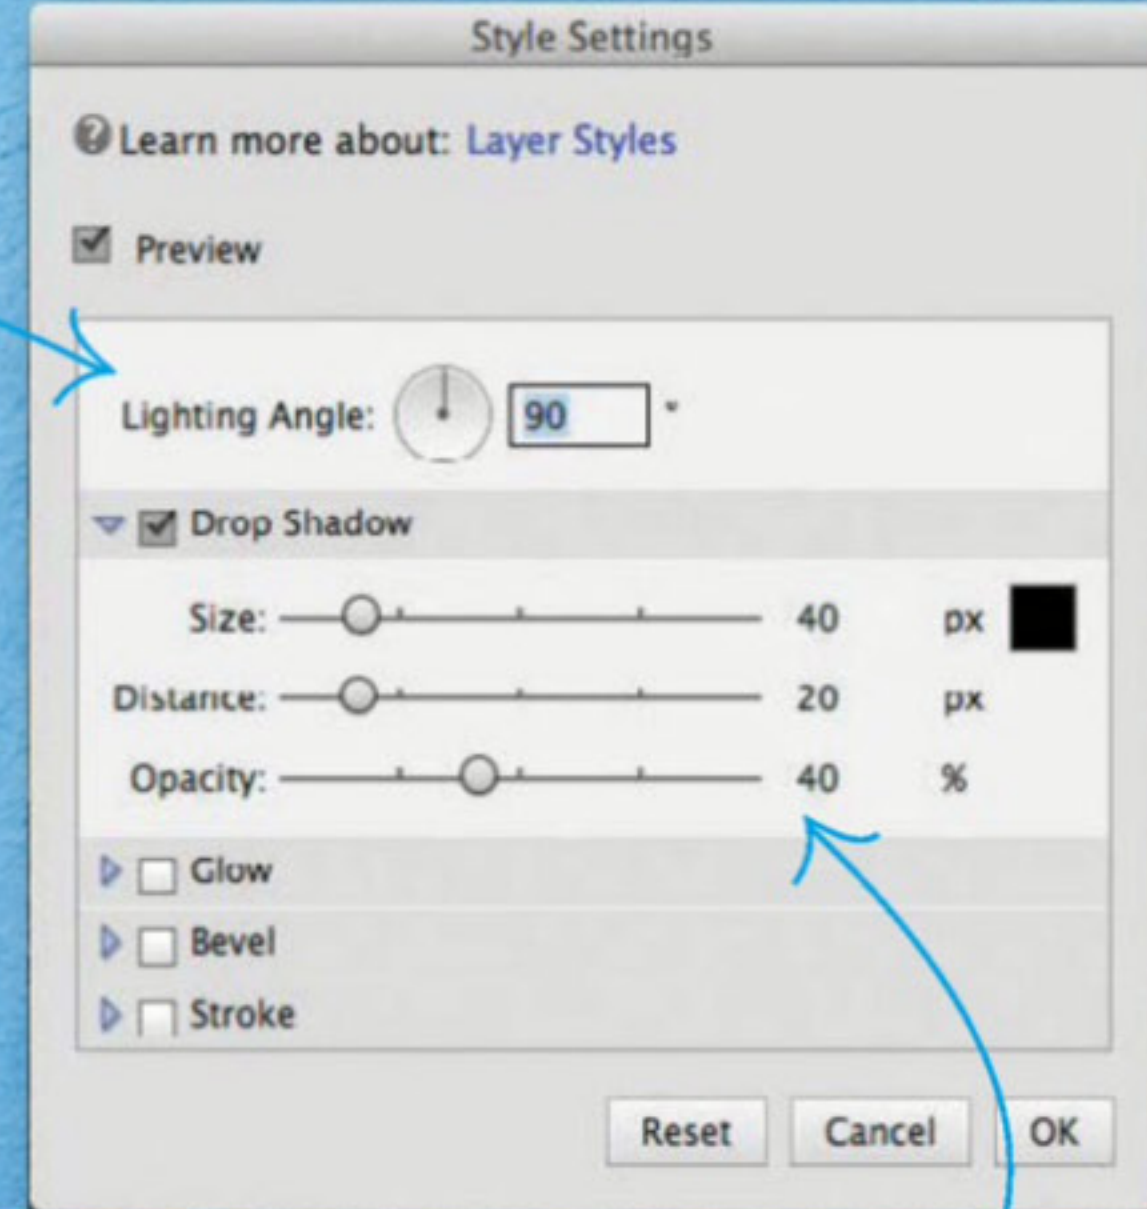 Style Settings
Learn more about: Layer Styles
Preview
Lighting Angle: 90 °
Drop Shadow
Size: 40 px
Distance: 20 px
Opacity: 40 %
Glow
Bevel
Stroke
Reset Cancel OK